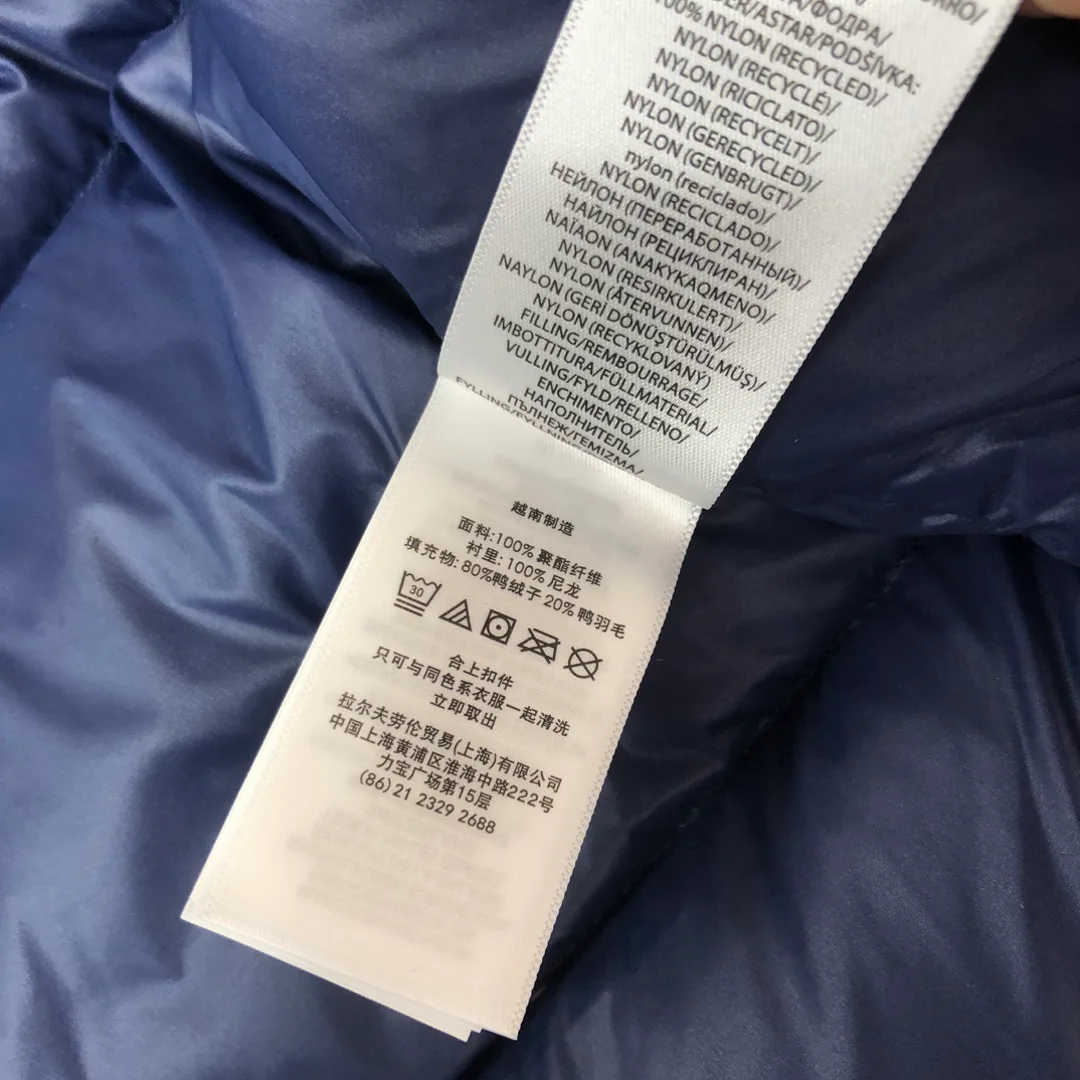 ФОДРА/
ASTAR/PODŠÍVKA:
100% NYLON (RECYCLED)/
NYLON (RECYCLÉ)/
NYLON (RICICLATO)/
NYLON (RECYCELT)/
NYLON (GERECYCLED)/
NYLON (GENBRUGT)/
nylon (reciclado)/
NYLON (RECICLADO)/
НЕЙЛОН (ПЕРЕРАБОТАННЫЙ)/
НАЙЛОН (РЕЦИКЛИРАН)/
ΝΑΪΛΟΝ (ΑΝΑΚΥΚΛΩΜΕΝΟ)/
NYLON (RESIRKULERT)/
NYLON (ÅTERVUNNEN)/
NAYLON (GERİ DÖNÜŞTÜRÜLMÜŞ)/
NYLON (RECYKLOVANÝ)
FILLING/REMBOURRAGE/
IMBOTTITURA/FÜLLMATERIAL/
VULLING/FYLD/RELLENO/
ENCHIMENTO/
НАПОЛНИТЕЛЬ/
ПЪЛНЕЖ/ΓΕΜΙΣΜΑ/
越南制造
面料:100% 聚酯纤维
衬里: 100% 尼龙
填充物: 80%鸭绒子 20% 鸭羽毛
30
合上扣件
只可与同色系衣服一起清洗
立即取出
拉尔夫劳伦贸易(上海)有限公司
中国上海黄浦区淮海中路222号
力宝广场第15层
(86) 21 2329 2688